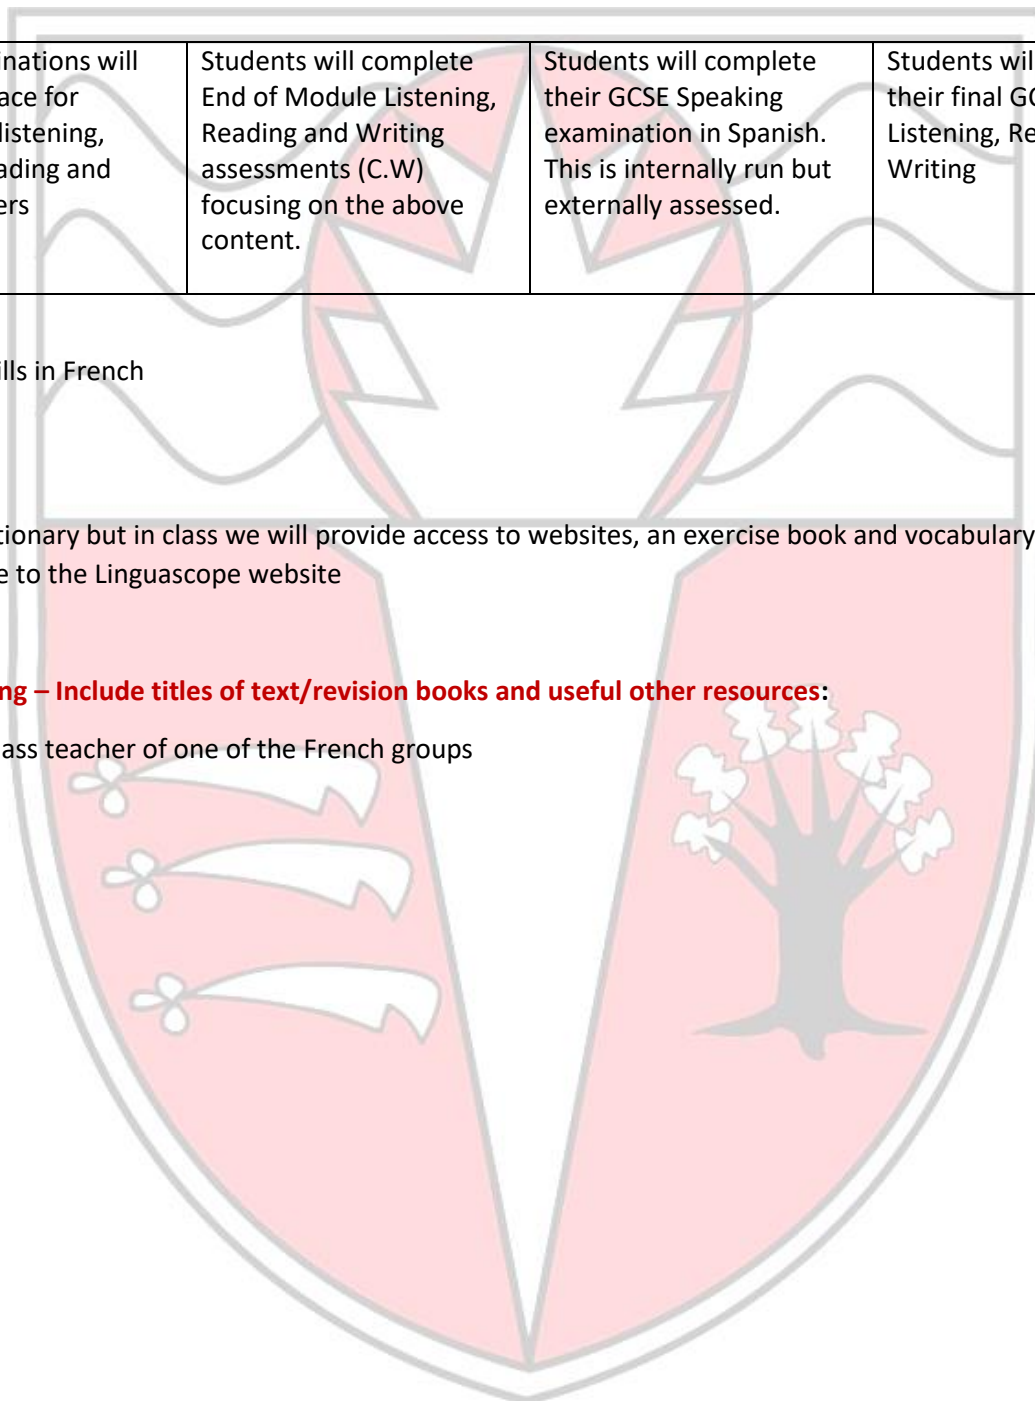 inations will
ace for
listening,
ading and
ers
Students will complete
End of Module Listening,
Reading and Writing
assessments (C.W)
focusing on the above
content.
Students will complete
their GCSE Speaking
examination in Spanish.
This is internally run but
externally assessed.
Students wil
their final GC
Listening, Re
Writing
ills in French
tionary but in class we will provide access to websites, an exercise book and vocabulary
e to the Linguascope website
ng – Include titles of text/revision books and useful other resources:
ass teacher of one of the French groups